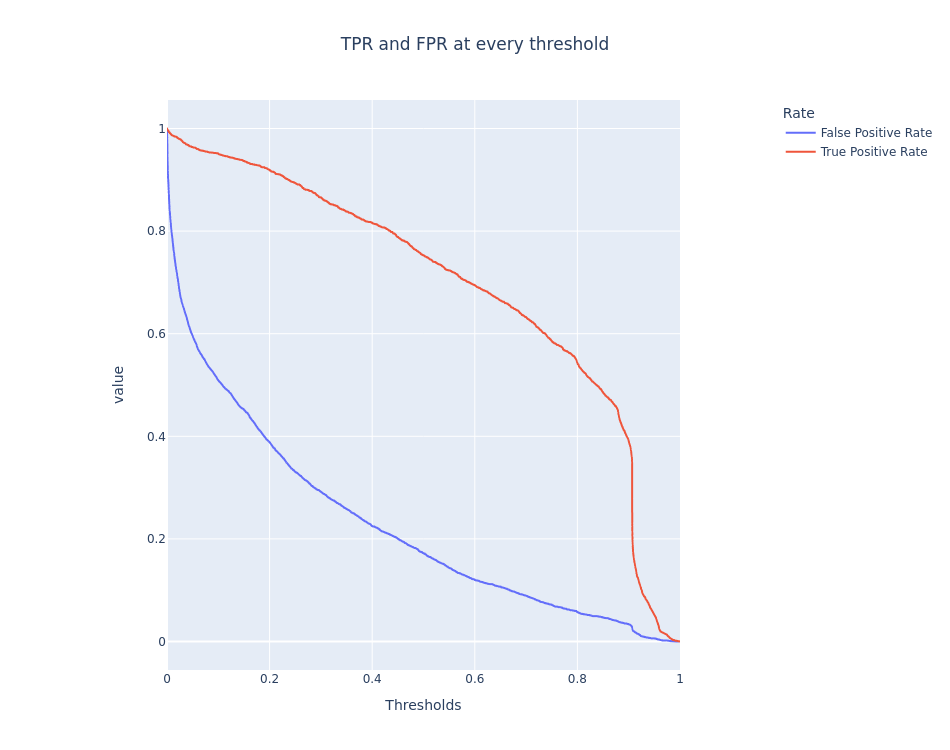 TPR and FPR at every threshold
Rate
False Positive Rate
True Positive Rate
value
1
0.8
0.6
0.4
0.2
0
0 0.2 0.4 0.6 0.8 1
Thresholds